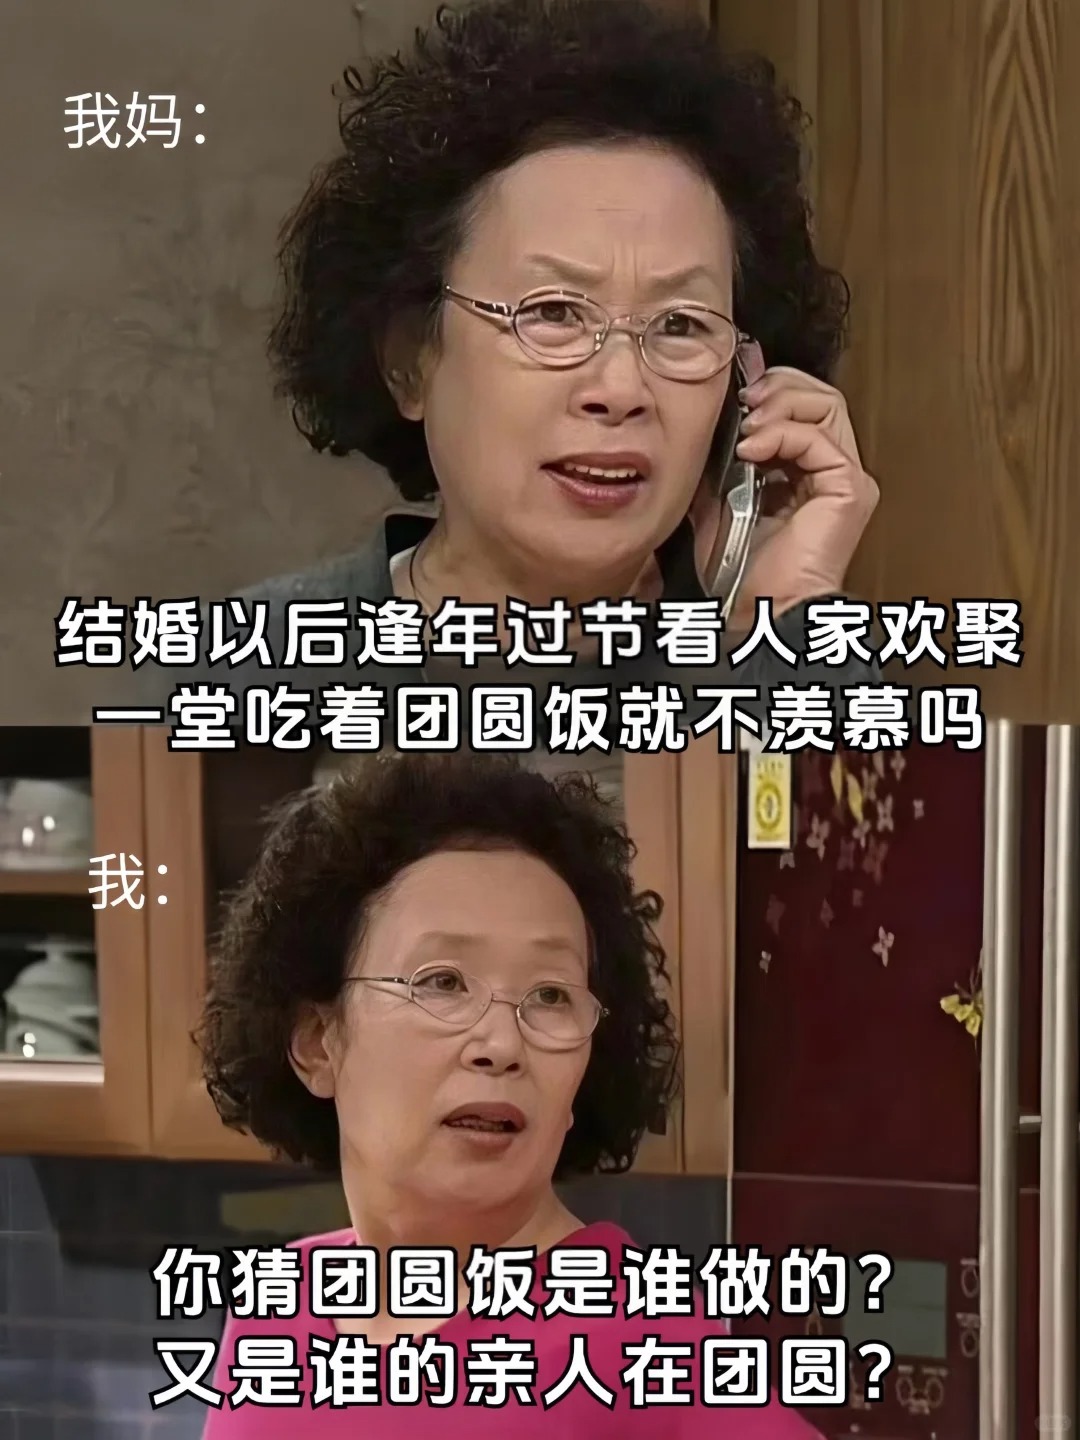 我妈：
结婚以后逢年过节看人家欢聚
一堂吃着团圆饭就不羡慕吗
我：
你猜团圆饭是谁做的？
又是谁的亲人在团圆？